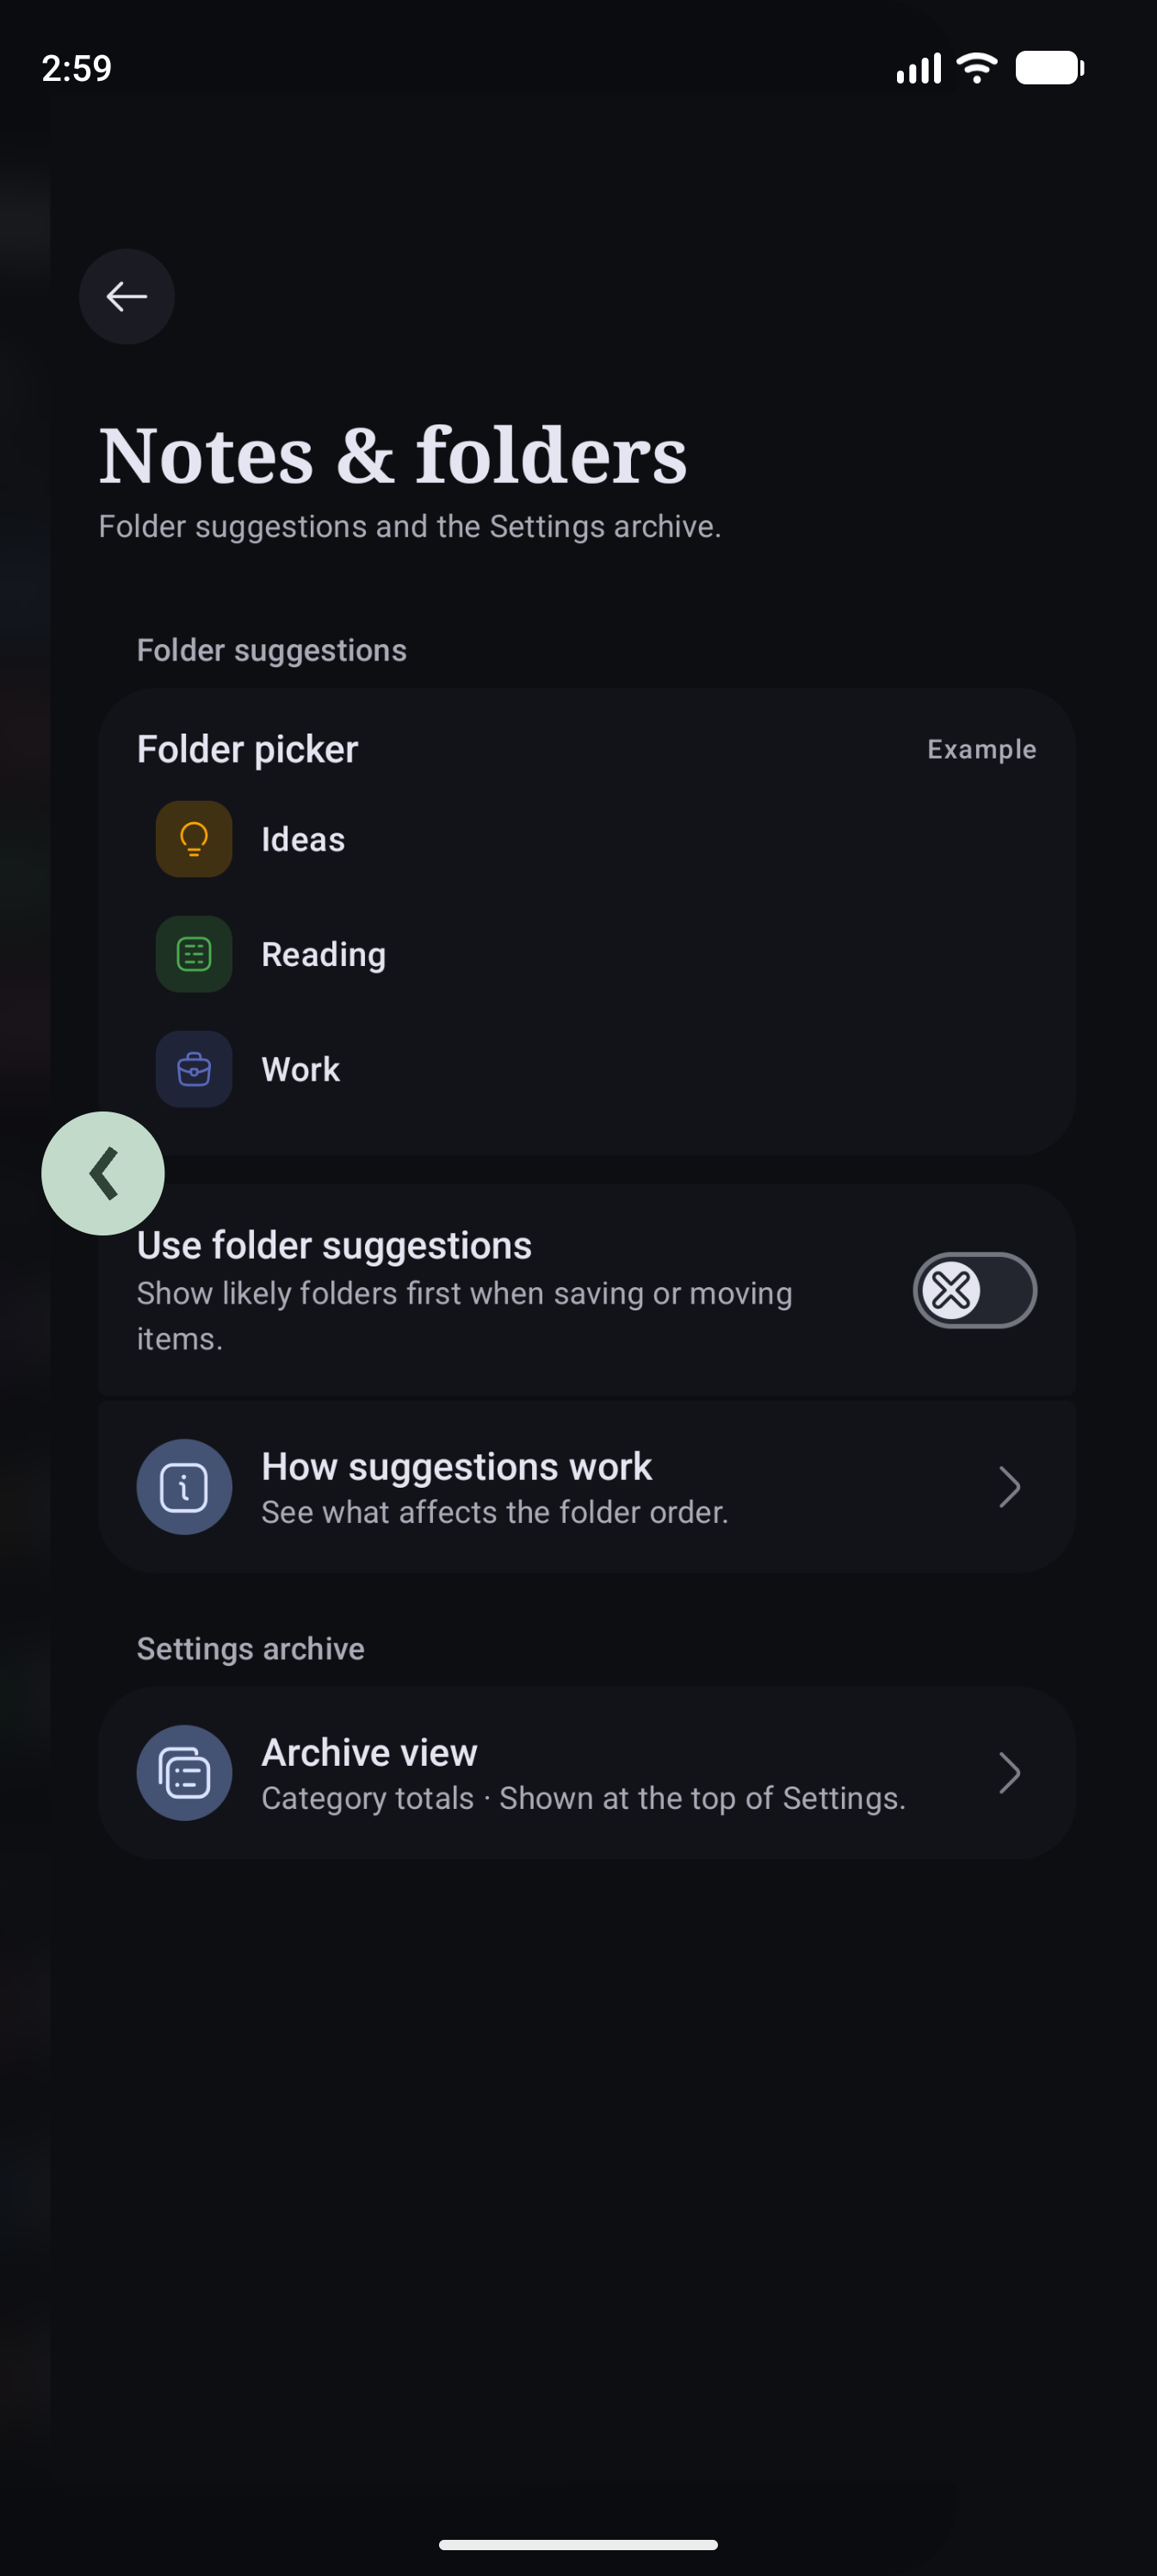 2:59
Notes & folders
Folder suggestions and the Settings archive.
Folder suggestions
Folder picker
Example
Ideas
Reading
Work
Use folder suggestions
Show likely folders first when saving or moving
items.
How suggestions work
See what affects the folder order.
Settings archive
Archive view
Category totals · Shown at the top of Settings.